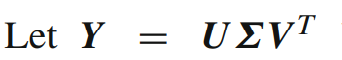 Let Y = UΣV^T